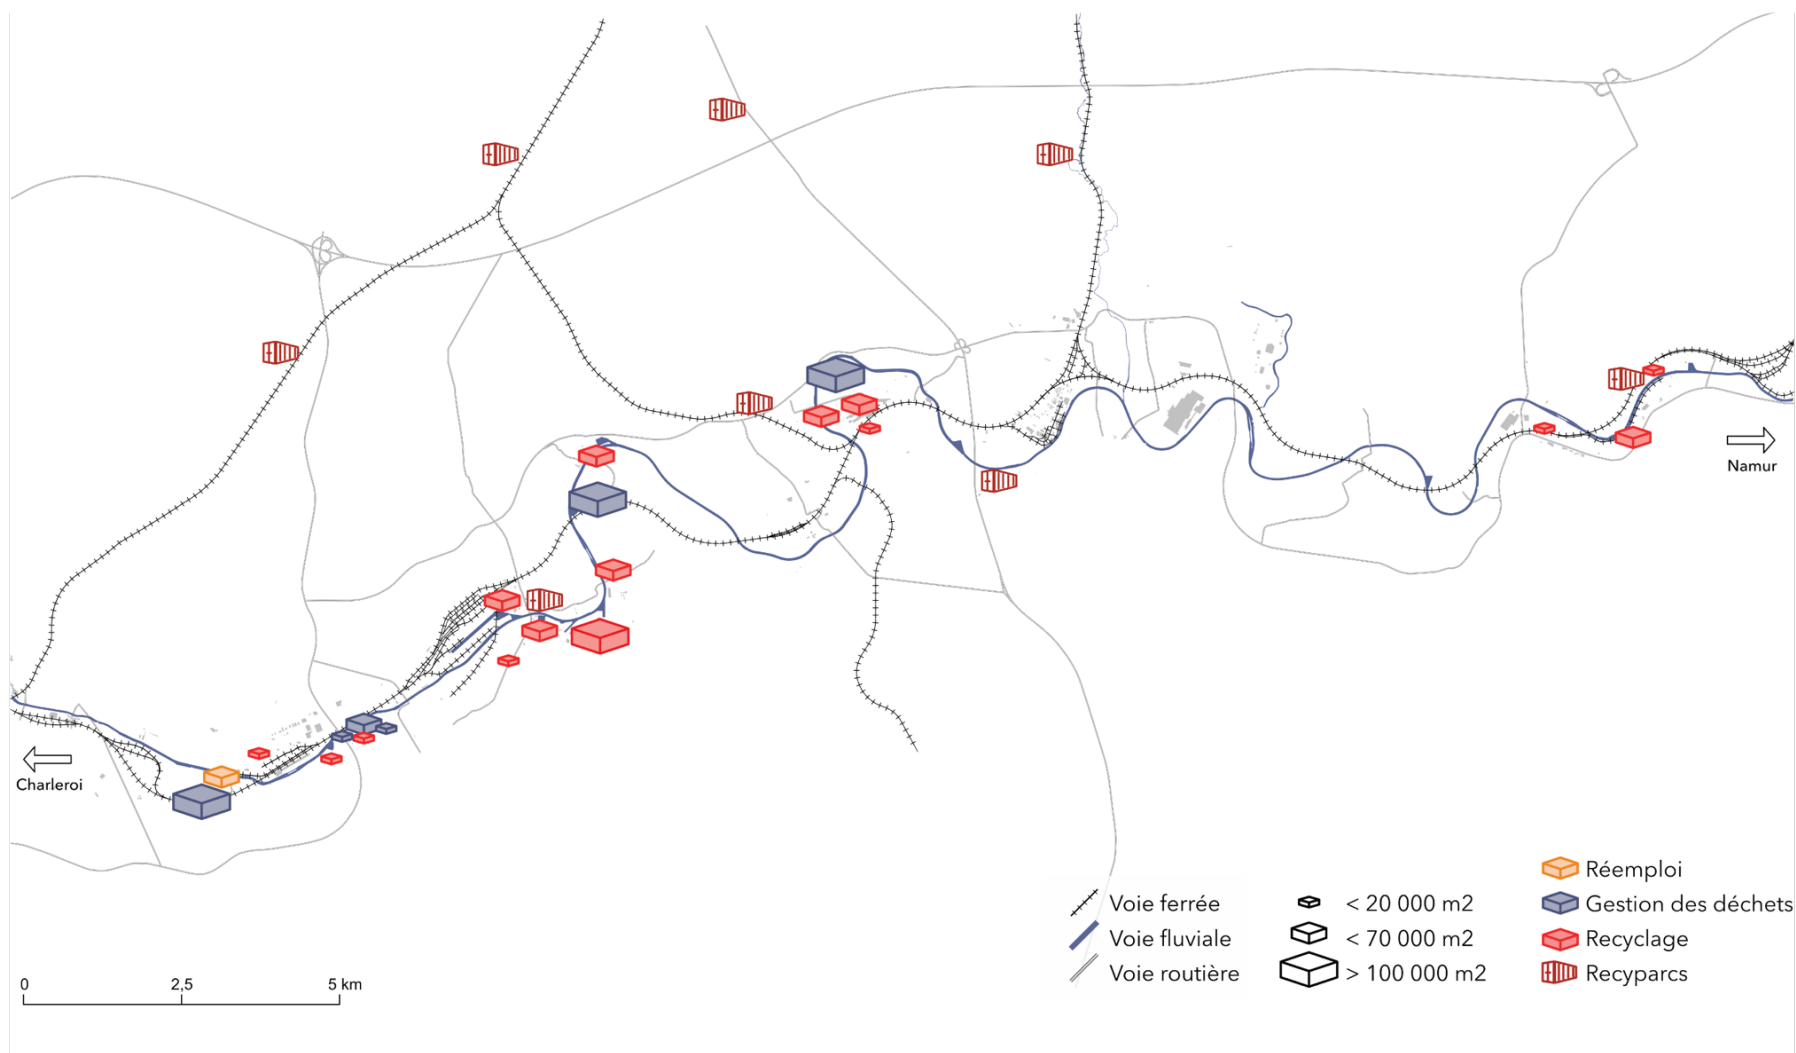 Namur
Charleroi
0
2,5
5 km
Voie ferrée
Voie fluviale
Voie routière
< 20 000 m2
< 70 000 m2
> 100 000 m2
Réemploi
Gestion des déchets
Recyclage
Recyparcs